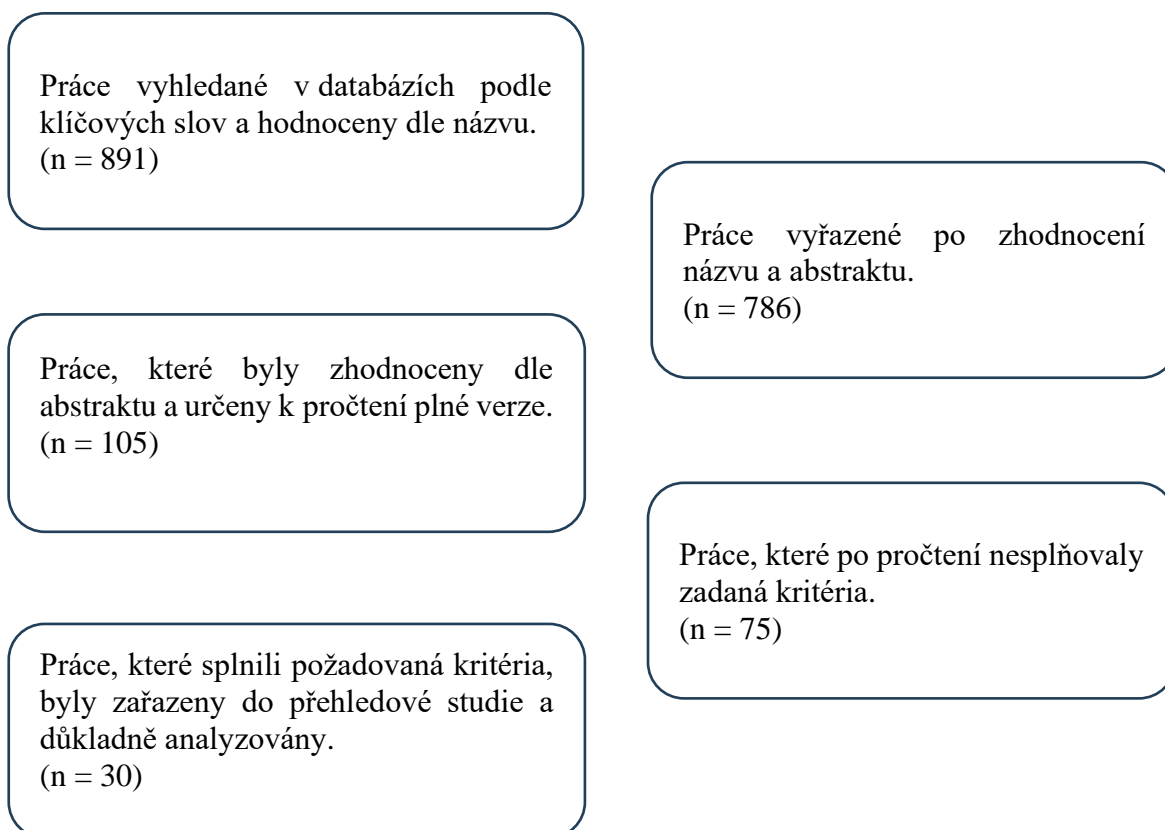 Práce vyhledané v databázích podle
klíčových slov a hodnoceny dle názvu.
(n = 891)
Práce vyřazené po zhodnocení
názvu a abstraktu.
(n = 786)
Práce, které byly zhodnoceny dle
abstraktu a určeny k pročtení plné verze.
(n = 105)
Práce, které po pročtení nesplňovaly
zadaná kritéria.
(n = 75)
Práce, které splnili požadovaná kritéria,
byly zařazeny do přehledové studie a
důkladně analyzovány.
(n = 30)